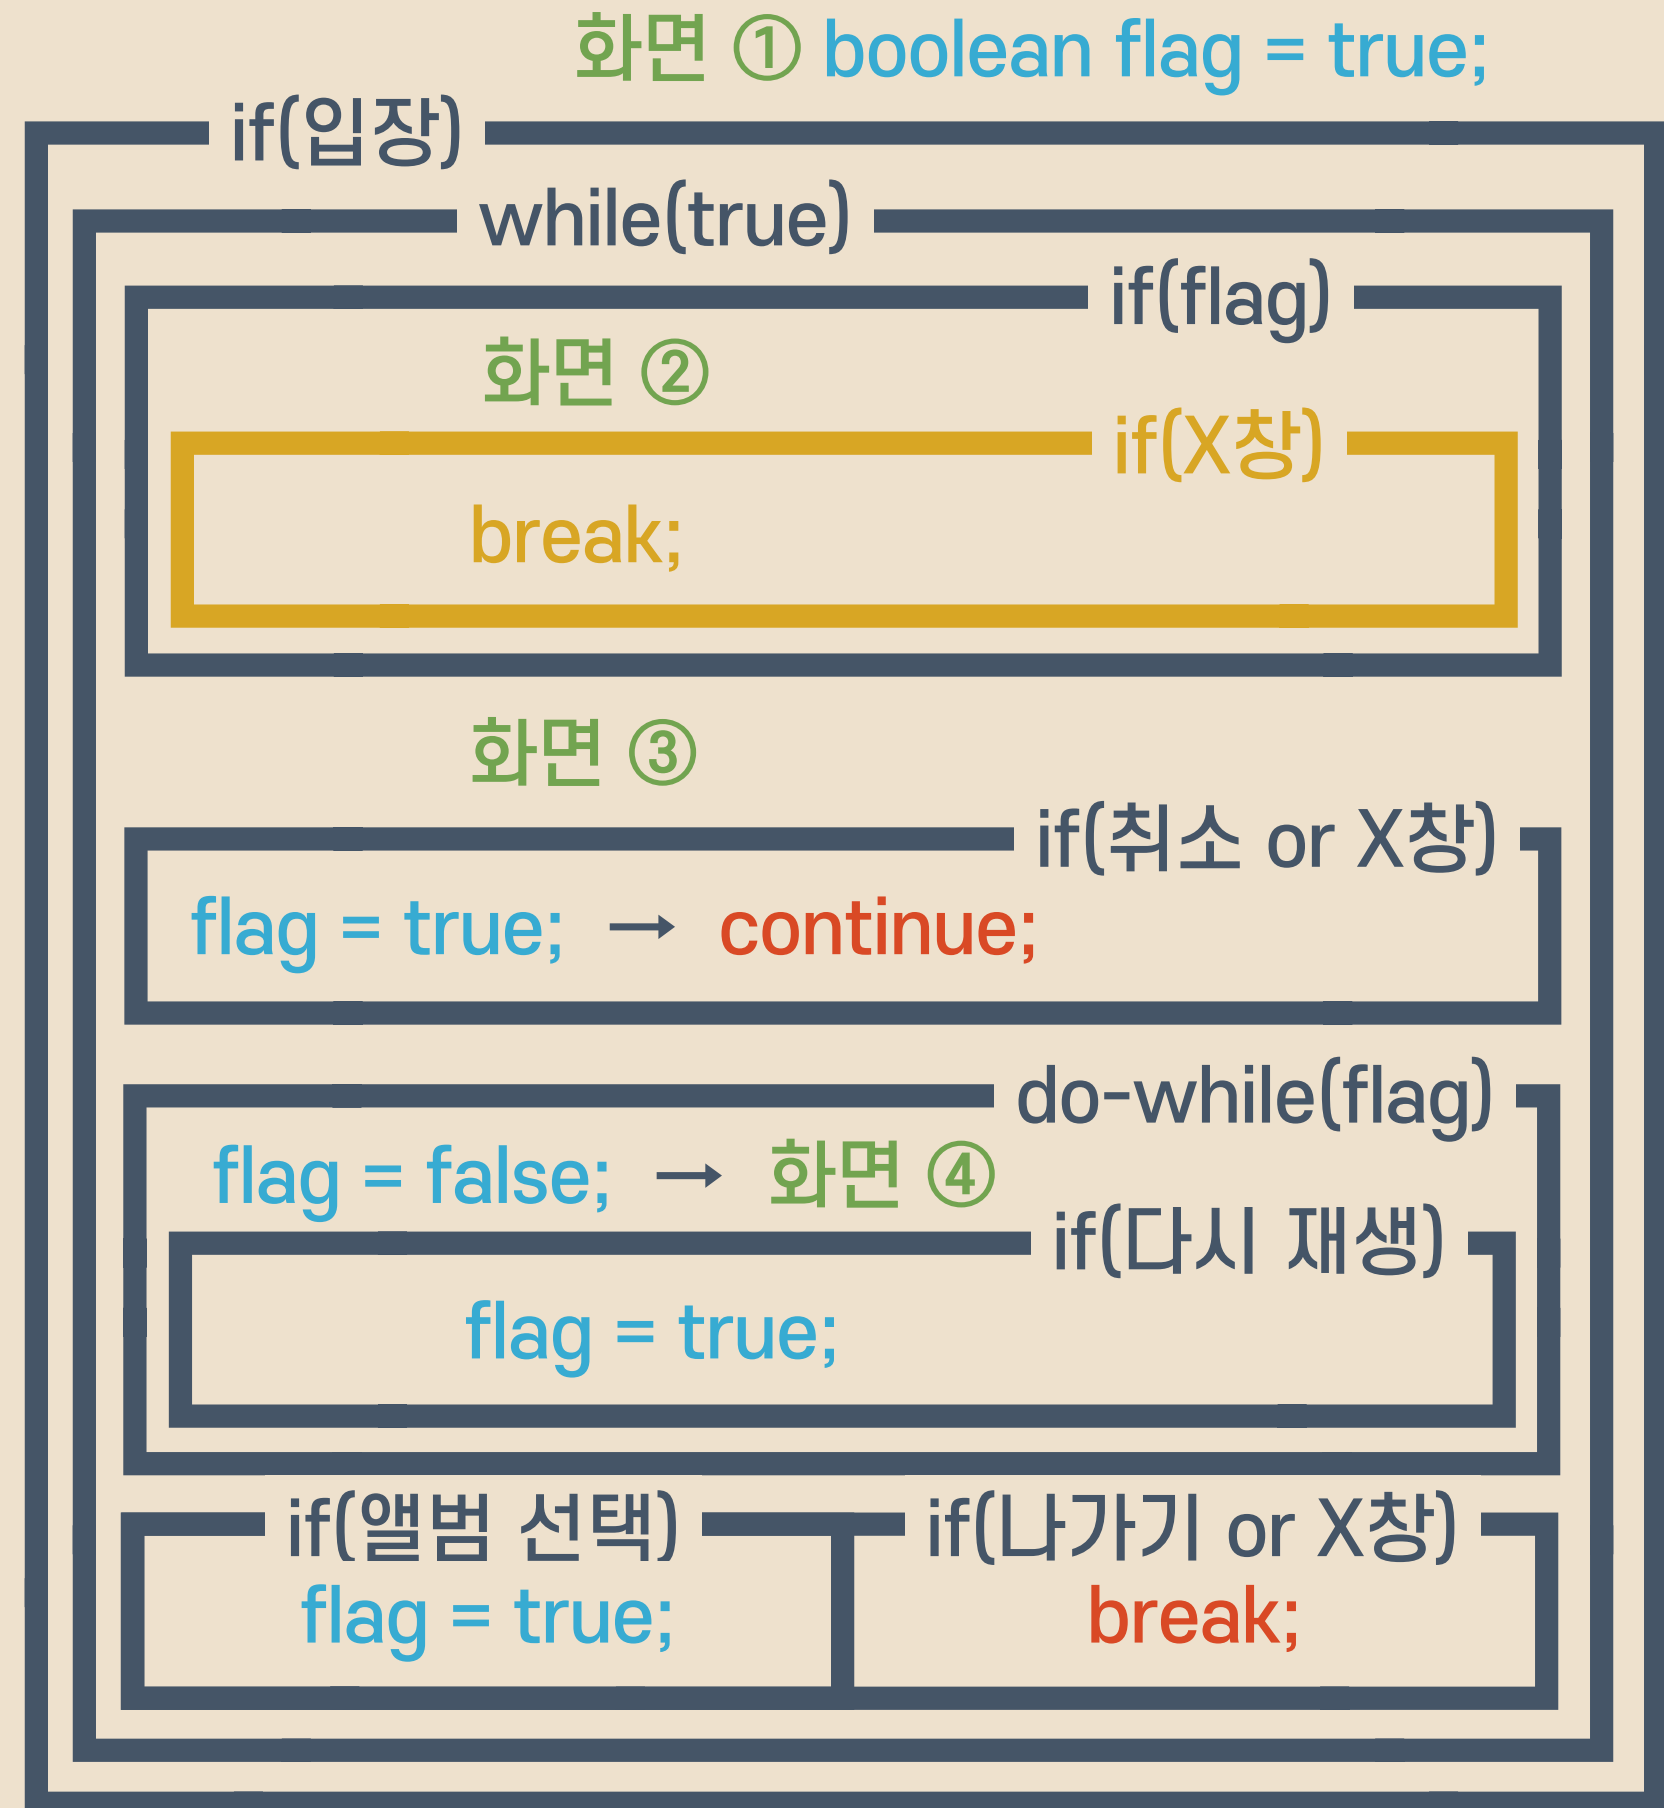 화면 ① boolean flag = true;
if(입장)
while(true)
if(flag)
화면 ②
if(X창)
break;
화면 ③
if(취소 or X창)
flag = true; → continue;
do-while(flag)
flag = false; → 화면 ④
if(다시 재생)
flag = true;
if(앨범 선택) if(나가기 or X창)
flag = true; break;